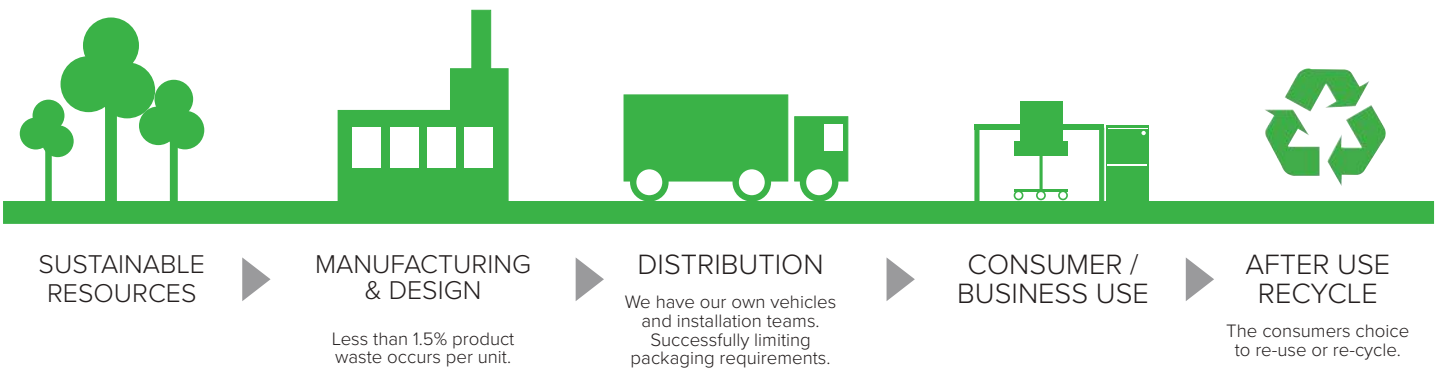 SUSTAINABLE
RESOURCES
MANUFACTURING
& DESIGN
Less than 1.5% product
waste occurs per unit.
DISTRIBUTION
We have our own vehicles
and installation teams.
Successfully limiting
packaging requirements.
CONSUMER /
BUSINESS USE
AFTER USE
RECYCLE
The consumers choice
to re-use or re-cycle.